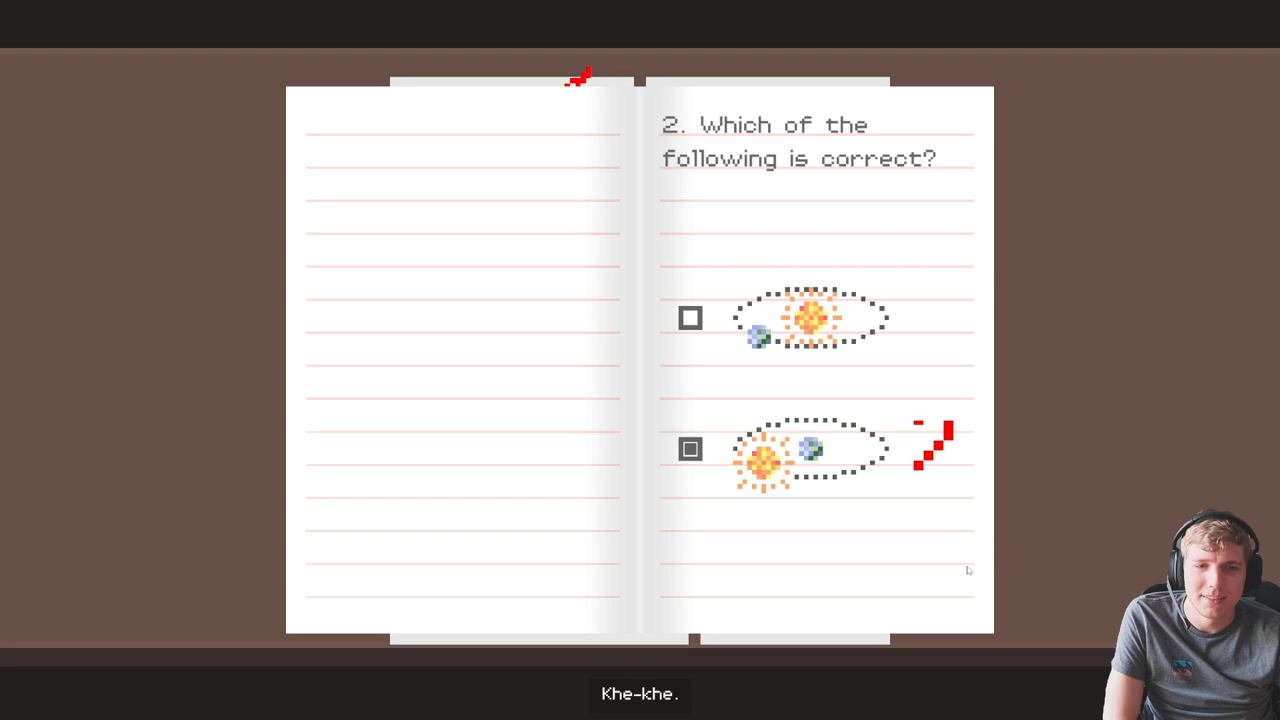 2. Which of the
following is correct?
Khe-khe.